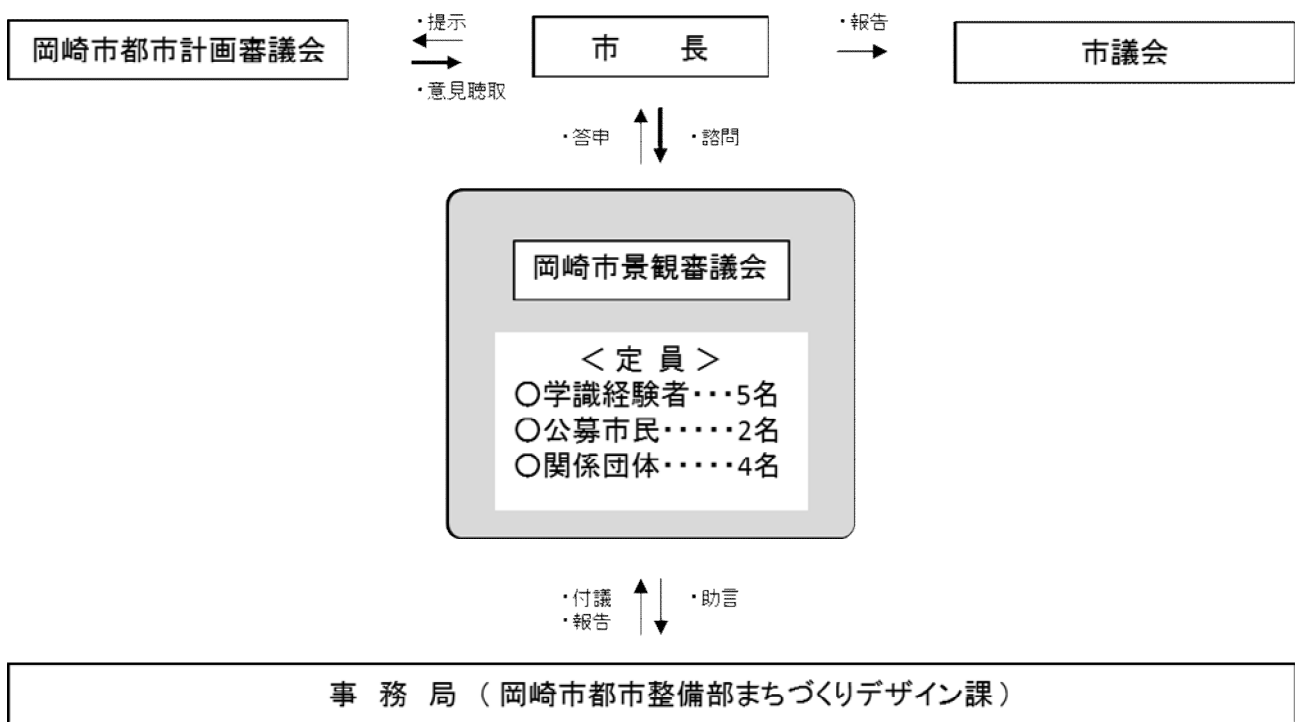 ・提示
・報告
岡崎市都市計画審議会
市　　長
市議会
・意見聴取
・答申
・諮問
岡崎市景観審議会
＜ 定 員 ＞
○学識経験者・・・5名
○公募市民・・・・・2名
○関係団体・・・・・4名
・付議
・報告
・助言
事 務 局 （ 岡崎市都市整備部まちづくりデザイン課 ）